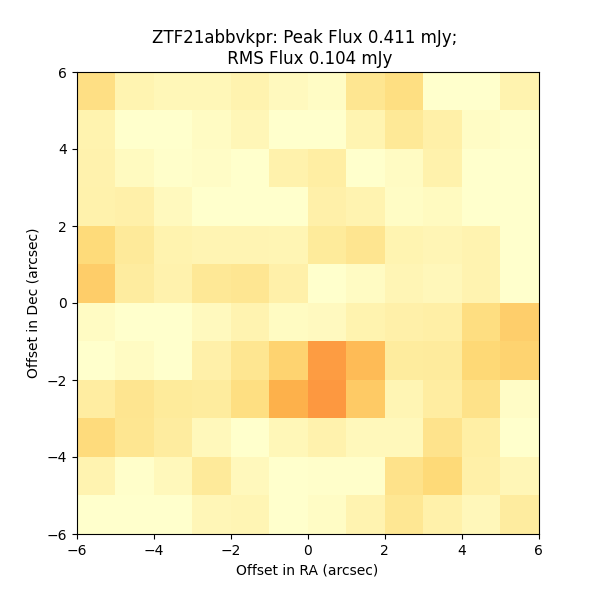 ZTF21abbvkpr: Peak Flux 0.411 mJy;
RMS Flux 0.104 mJy
6
4
2
0
−2
−4
−6
Offset in Dec (arcsec)
−6 −4 −2 0 2 4 6
Offset in RA (arcsec)